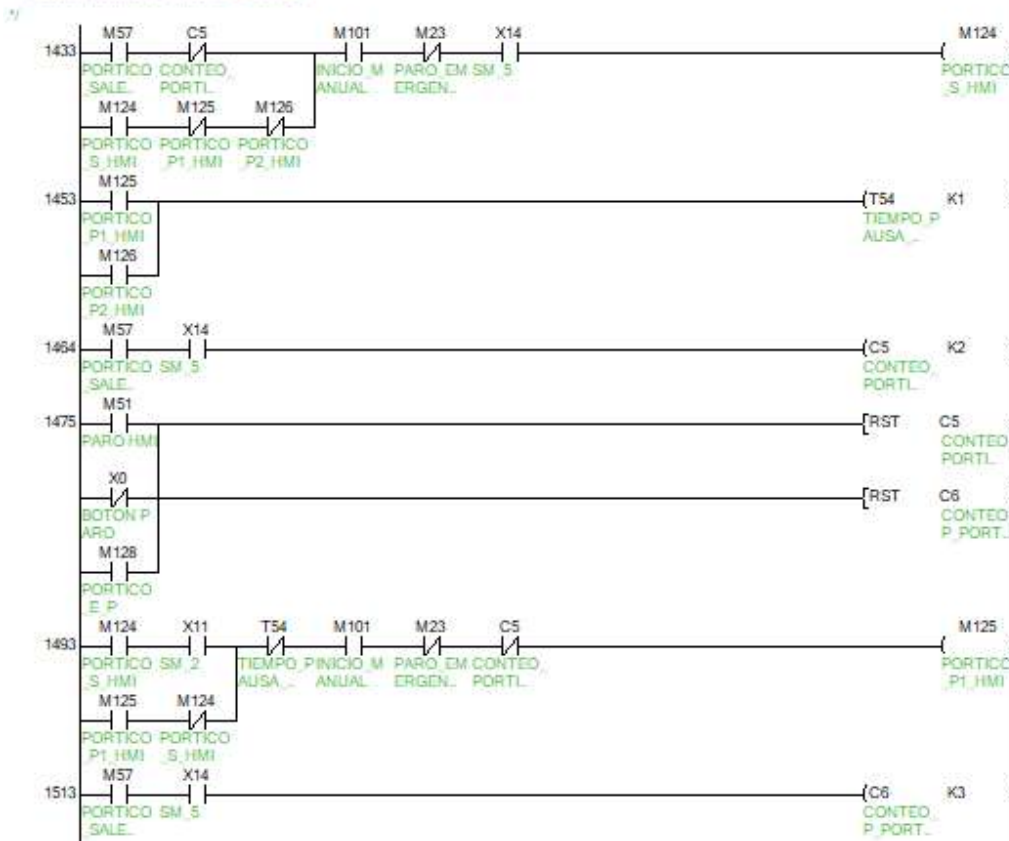 */
M57 C5 M101 M23 X14 M124
1433
PORTICO CONTEO_ INICIO_M PARO_EM SM_5 PORTICO
_SALE_ PORTI_ ANUAL ERGEN_ _S_HMI
M124 M125 M126
PORTICO PORTICO PORTICO
_S_HMI _P1_HMI _P2_HMI
M125
1453 (T54 K1
PORTICO TIEMPO_P
_P1_HMI AUSA_
M126
PORTICO
_P2_HMI
M57 X14
1464 (C5 K2
PORTICO SM_5 CONTEO_
_SALE_ PORTI_
M51
1475 [RST C5
PARO HMI CONTEO
PORTI_
X0
[RST C6
BOTON P CONTEO
ARO P_PORT_
M128
PORTICO
_E_P
M124 X11 T54 M101 M23 C5 M125
1493
PORTICO SM_2 TIEMPO_P INICIO_M PARO_EM CONTEO_ PORTICO
_S_HMI AUSA_ ANUAL ERGEN_ PORTI_ _P1_HMI
M125 M124
PORTICO PORTICO
_P1_HMI _S_HMI
M57 X14
1513 (C6 K3
PORTICO SM_5 CONTEO_
_SALE_ P_PORT_